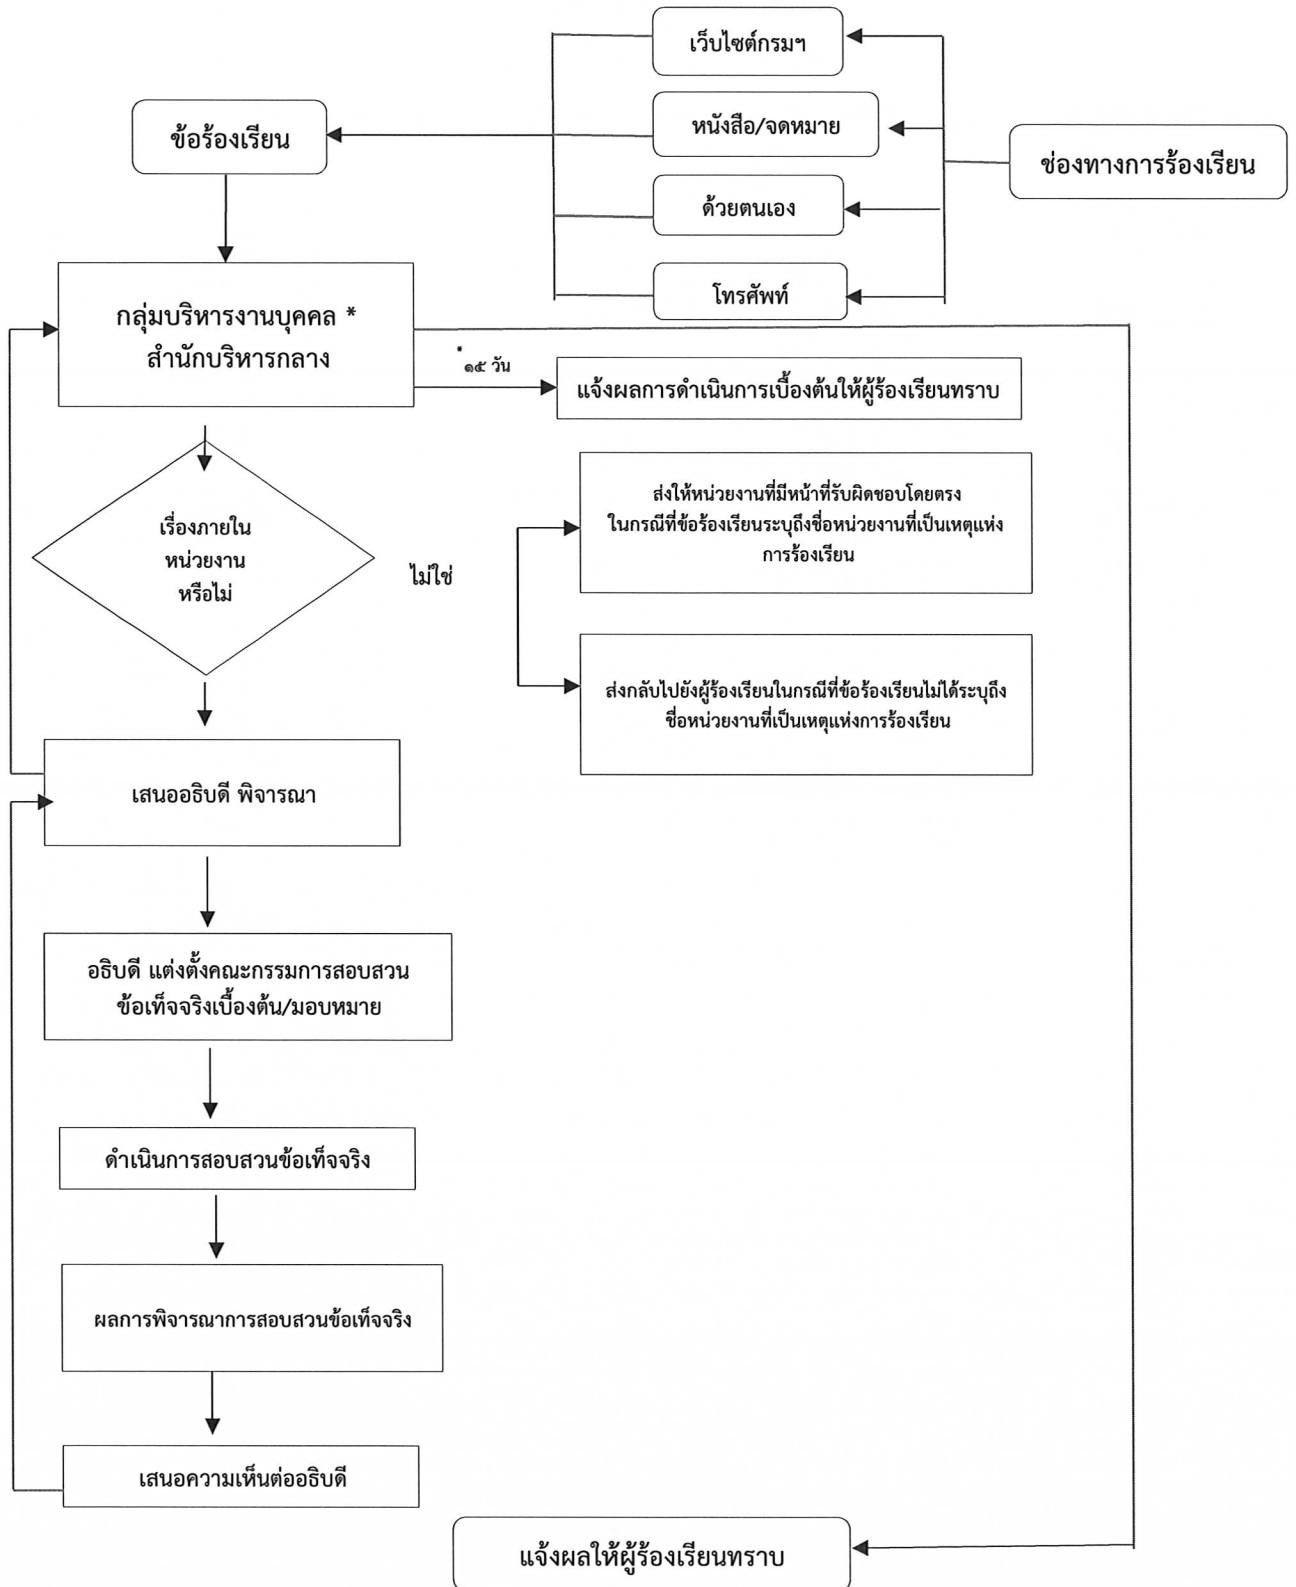 เว็บไซต์กรมฯ
ข้อร้องเรียน
หนังสือ/จดหมาย
ช่องทางการร้องเรียน
ด้วยตนเอง
โทรศัพท์
กลุ่มบริหารงานบุคคล *
สำนักบริหารกลาง
* ๑๕ วัน
แจ้งผลการดำเนินการเบื้องต้นให้ผู้ร้องเรียนทราบ
เรื่องภายใน
หน่วยงาน
หรือไม่
ไม่ใช่
ส่งให้หน่วยงานที่มีหน้าที่รับผิดชอบโดยตรง
ในกรณีที่ข้อร้องเรียนระบุถึงชื่อหน่วยงานที่เป็นเหตุแห่ง
การร้องเรียน
ส่งกลับไปยังผู้ร้องเรียนในกรณีที่ข้อร้องเรียนไม่ได้ระบุถึง
ชื่อหน่วยงานที่เป็นเหตุแห่งการร้องเรียน
เสนออธิบดี พิจารณา
อธิบดี แต่งตั้งคณะกรรมการสอบสวน
ข้อเท็จจริงเบื้องต้น/มอบหมาย
ดำเนินการสอบสวนข้อเท็จจริง
ผลการพิจารณาการสอบสวนข้อเท็จจริง
เสนอความเห็นต่ออธิบดี
แจ้งผลให้ผู้ร้องเรียนทราบ